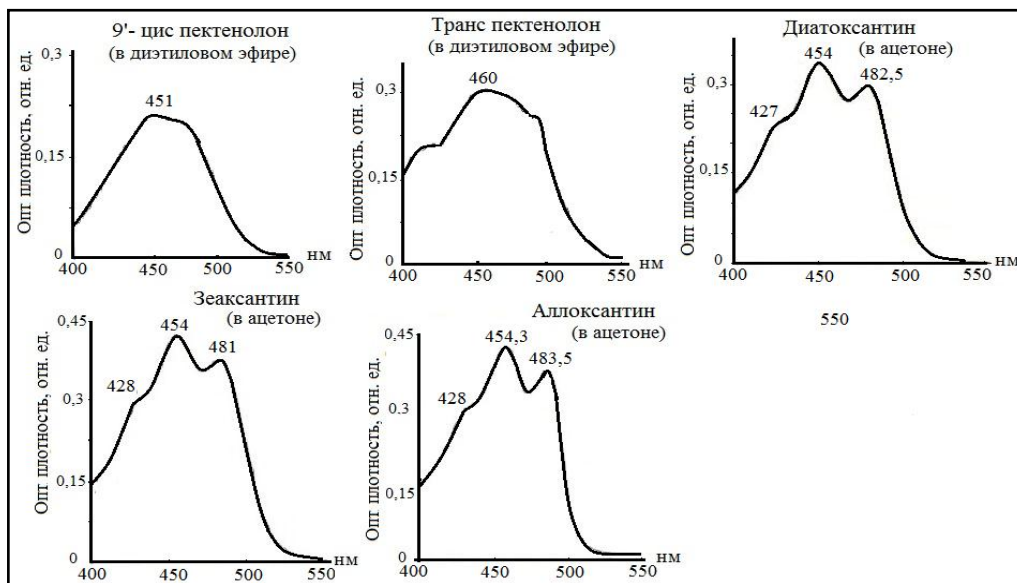 9'- цис пектенолон
(в диэтиловом эфире)
Опт плотность, отн. ед.
0,3
0,15
0
451
400
450
500
550
нм
Транс пектенолон
(в диэтиловом эфире)
Опт плотность, отн. ед.
0,3
0,15
0
460
400
450
500
550
нм
Диатоксантин
(в ацетоне)
Опт плотность, отн. ед.
0,3
0,15
0
427
454
482,5
400
450
500
550
нм
Зеаксантин
(в ацетоне)
Опт плотность, отн. ед.
0,45
0,3
0,15
0
428
454
481
400
450
500
550
нм
Аллоксантин
(в ацетоне)
Опт плотность, отн. ед.
0,45
0,3
0,15
0
428
454,3
483,5
400
450
500
550
нм
550